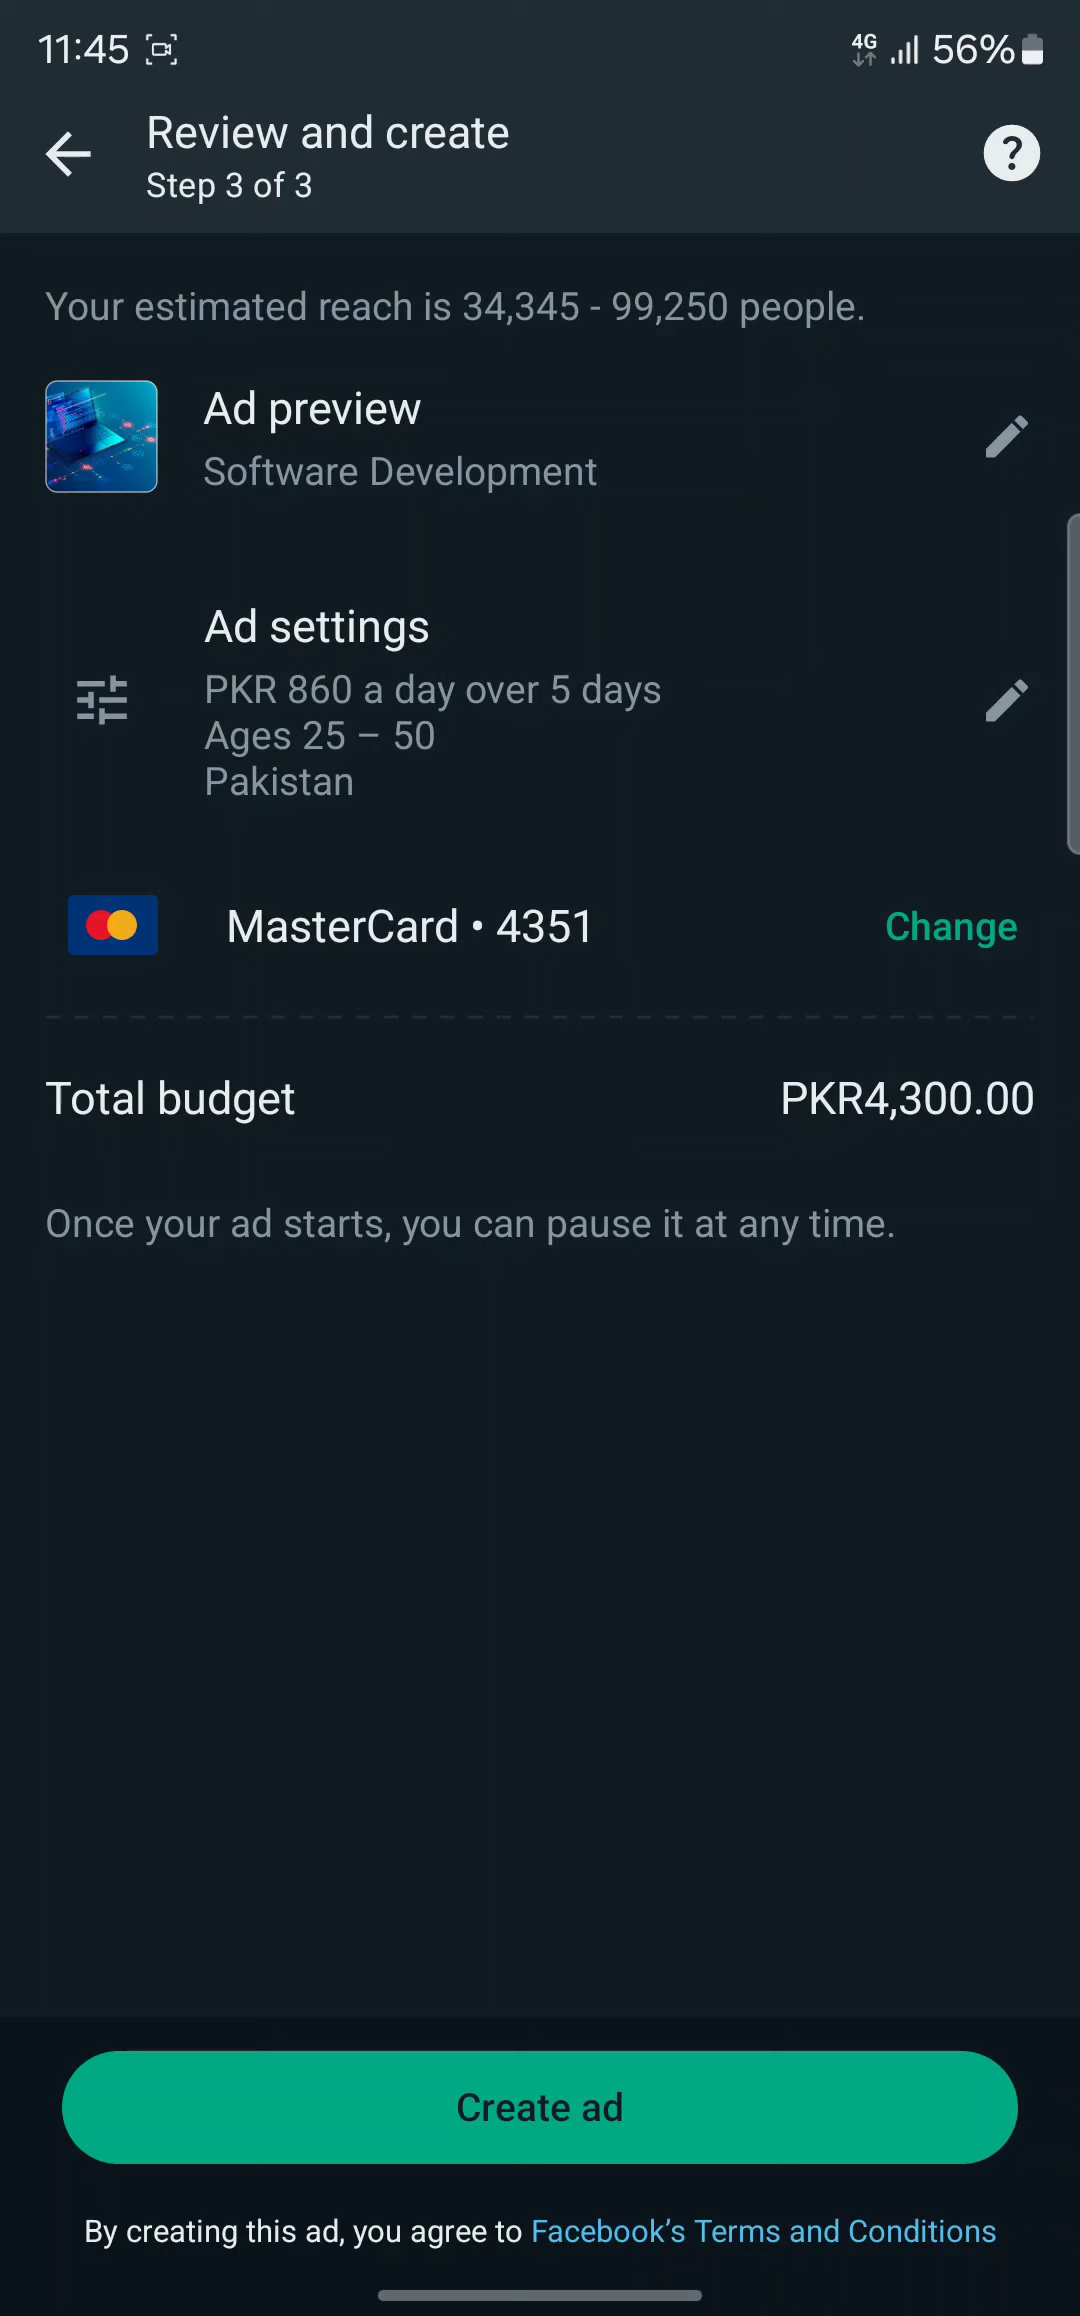 11:45
4G
56%
Review and create
Step 3 of 3
?
Your estimated reach is 34,345 - 99,250 people.
Ad preview
Software Development
Ad settings
PKR 860 a day over 5 days
Ages 25 – 50
Pakistan
MasterCard • 4351
Change
Total budget
PKR4,300.00
Once your ad starts, you can pause it at any time.
Create ad
By creating this ad, you agree to Facebook’s Terms and Conditions